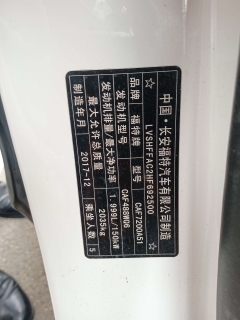 中国·长安福特汽车有限公司制造
LVSHFFAC2HF692500
品牌 福特牌 型号 CAF7200A51
发动机型号 CAF488WQ6
发动机排量/最大净功率 1.999L/150kW
最大允许总质量 2035kg
制造年月 2017-12 乘坐人数 5